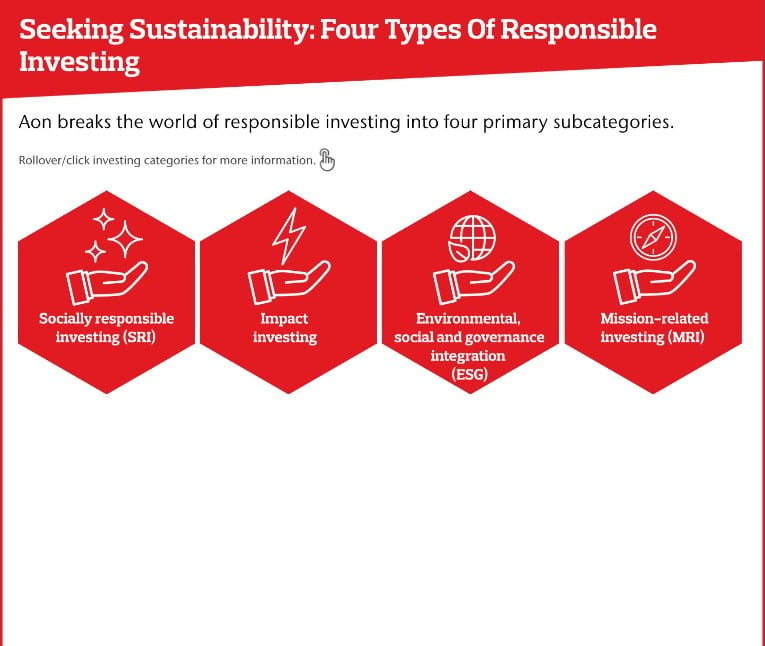 Seeking Sustainability: Four Types Of Responsible
Investing
Aon breaks the world of responsible investing into four primary subcategories.
Rollover/click investing categories for more information.
Socially responsible
investing (SRI)
Impact
investing
Environmental,
social and governance
integration
(ESG)
Mission-related
investing (MRI)